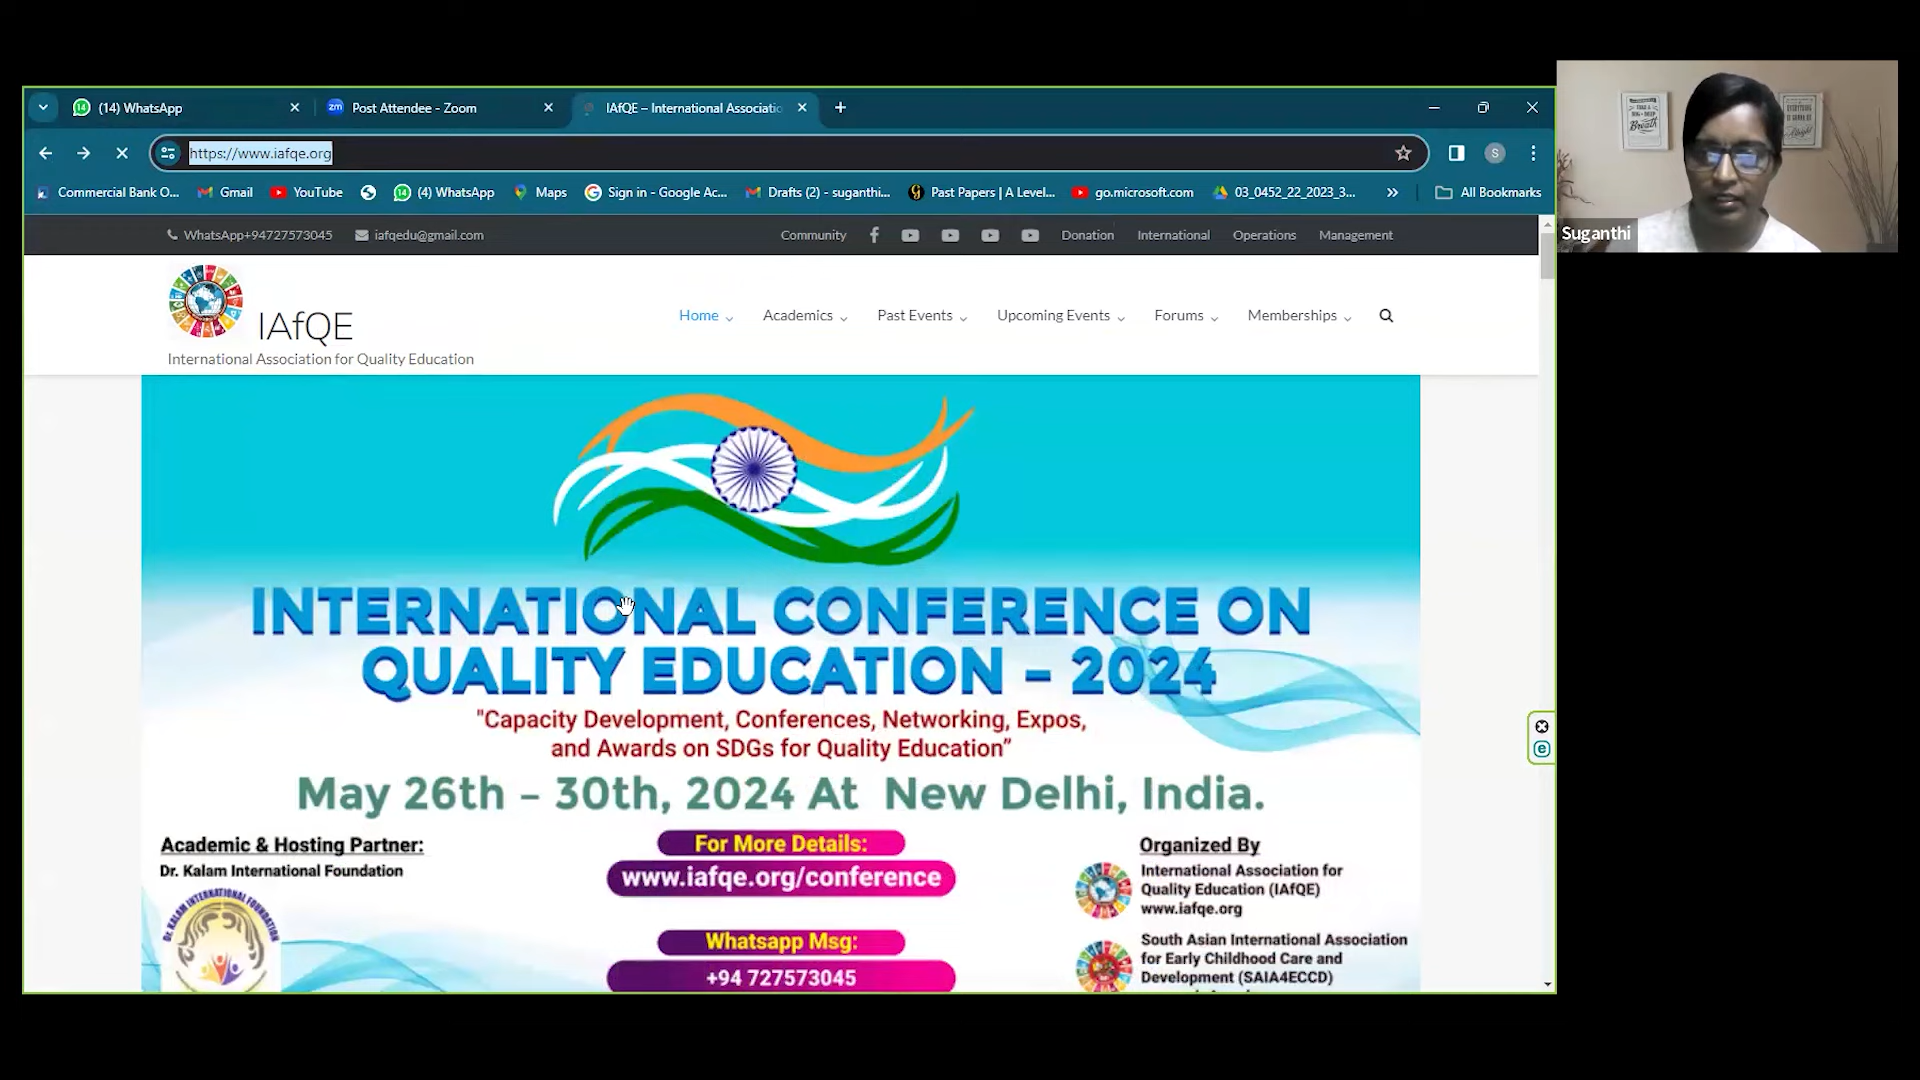 (14) WhatsApp
Post Attendee - Zoom
IAfQE – International Associatio
https://www.iafqe.org
Commercial Bank O...
Gmail
YouTube
(4) WhatsApp
Maps
Sign in - Google Ac...
Drafts (2) - suganthi...
Past Papers | A Level...
go.microsoft.com
03_0452_22_2023_3...
All Bookmarks
WhatsApp+94727573045
iafqedu@gmail.com
Community
Donation
International
Operations
Management
IAfQE
International Association for Quality Education
Home
Academics
Past Events
Upcoming Events
Forums
Memberships
INTERNATIONAL CONFERENCE ON
QUALITY EDUCATION – 2024
"Capacity Development, Conferences, Networking, Expos,
and Awards on SDGs for Quality Education”
May 26th – 30th, 2024 At New Delhi, India.
Academic & Hosting Partner:
Dr. Kalam International Foundation
Dr. KALAM INTERNATIONAL FOUNDATION
For More Details:
www.iafqe.org/conference
Whatsapp Msg:
+94 727573045
Organized By
International Association for
Quality Education (IAfQE)
www.iafqe.org
South Asian International Association
for Early Childhood Care and
Development (SAIA4ECCD)
Suganthi
Breath